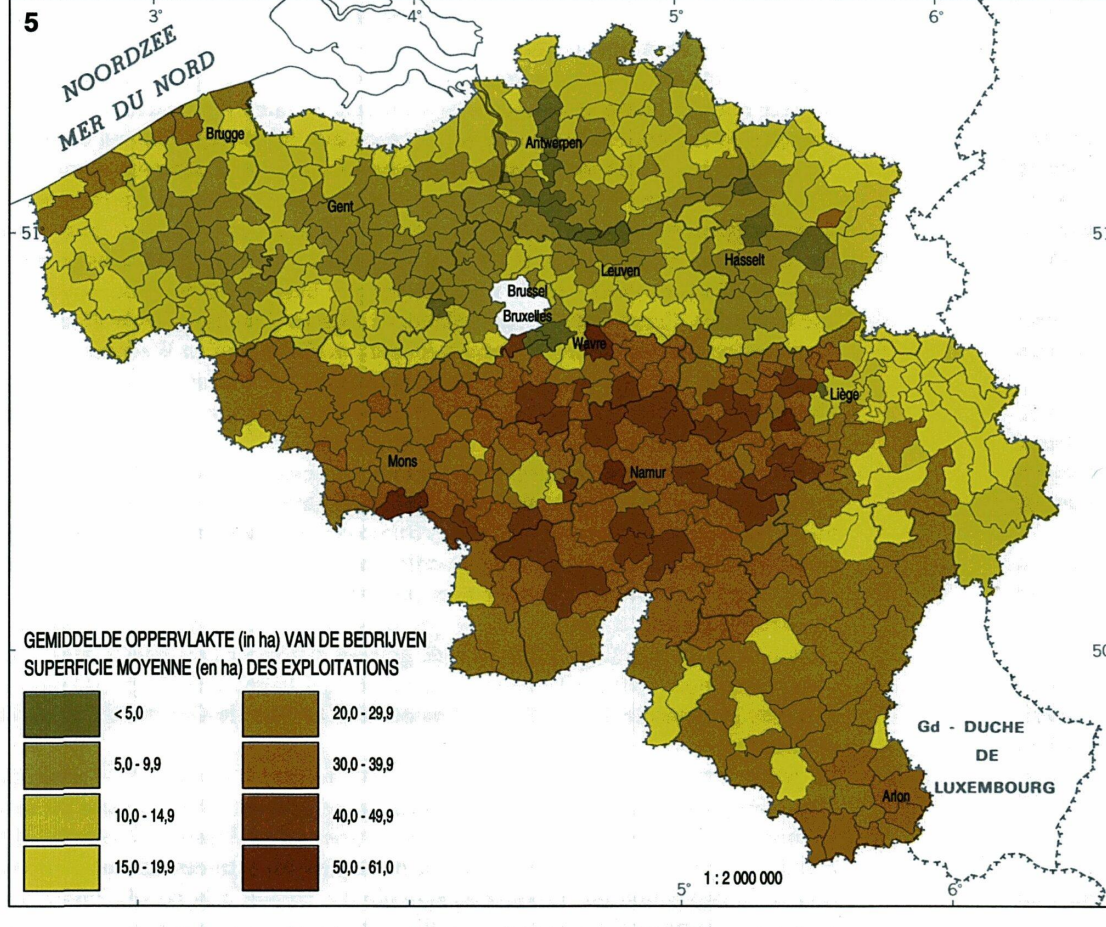 5
3°
4°
5°
6°
NOORDZEE
MER DU NORD
Brugge
Antwerpen
Gent
51°
51
Hasselt
Leuven
Brussel
Bruxelles
Wavre
Liège
Mons
Namur
GEMIDDELDE OPPERVLAKTE (in ha) VAN DE BEDRIJVEN
SUPERFICIE MOYENNE (en ha) DES EXPLOITATIONS
50
< 5,0
20,0 - 29,9
5,0 - 9,9
30,0 - 39,9
10,0 - 14,9
40,0 - 49,9
15,0 - 19,9
50,0 - 61,0
Gd - DUCHE
DE
LUXEMBOURG
Arlon
1 : 2 000 000
5°
6°